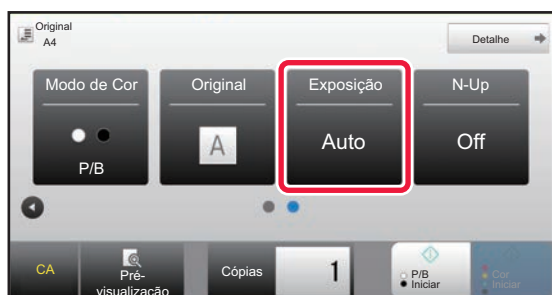 Original
A4
Detalhe
Modo de Cor
Original
Exposição
N-Up
A
Auto
Off
P/B
CA
Pré-
visualização
Cópias
1
P/B
Iniciar
Cor
Iniciar